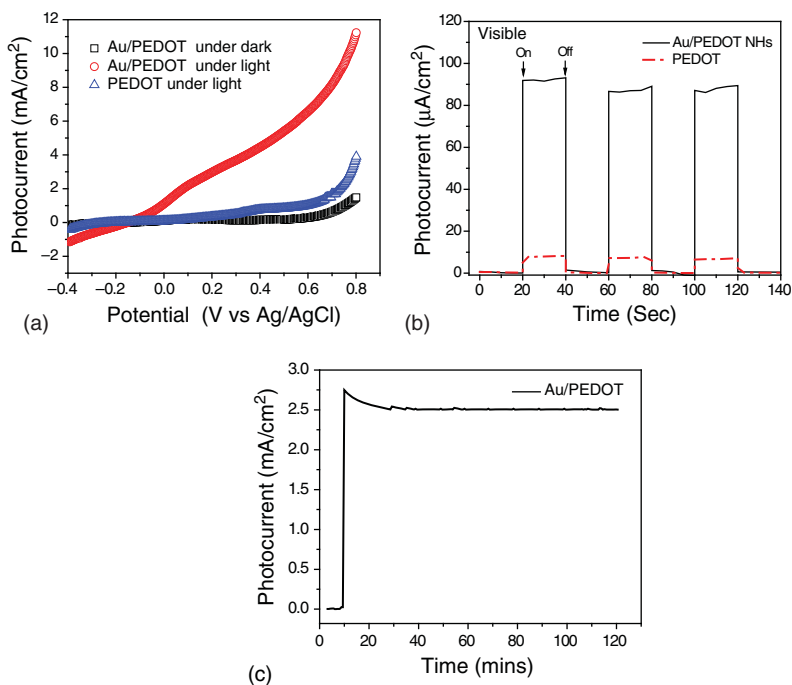 12
10
8
6
4
2
0
−2
Photocurrent (mA/cm²)
Au/PEDOT under dark
Au/PEDOT under light
PEDOT under light
−0.4 −0.2 0.0 0.2 0.4 0.6 0.8
Potential (V vs Ag/AgCl)
(a)
120
100
80
60
40
20
0
Photocurrent (μA/cm²)
Visible
On Off
Au/PEDOT NHs
PEDOT
0 20 40 60 80 100 120 140
Time (Sec)
(b)
3.0
2.5
2.0
1.5
1.0
0.5
0.0
Photocurrent (mA/cm²)
Au/PEDOT
0 20 40 60 80 100 120
Time (mins)
(c)